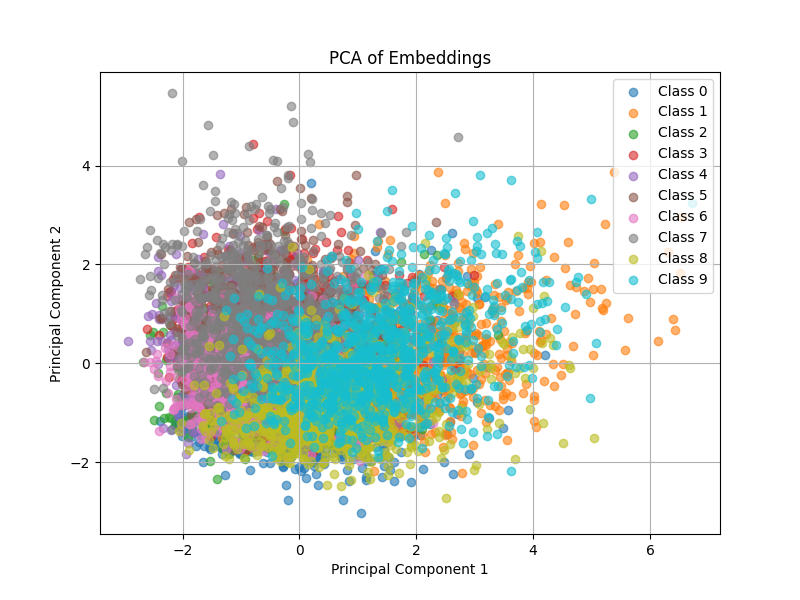 PCA of Embeddings
Class 0
Class 1
Class 2
Class 3
Class 4
Class 5
Class 6
Class 7
Class 8
Class 9
4
2
0
−2
Principal Component 2
−2
0
2
4
6
Principal Component 1